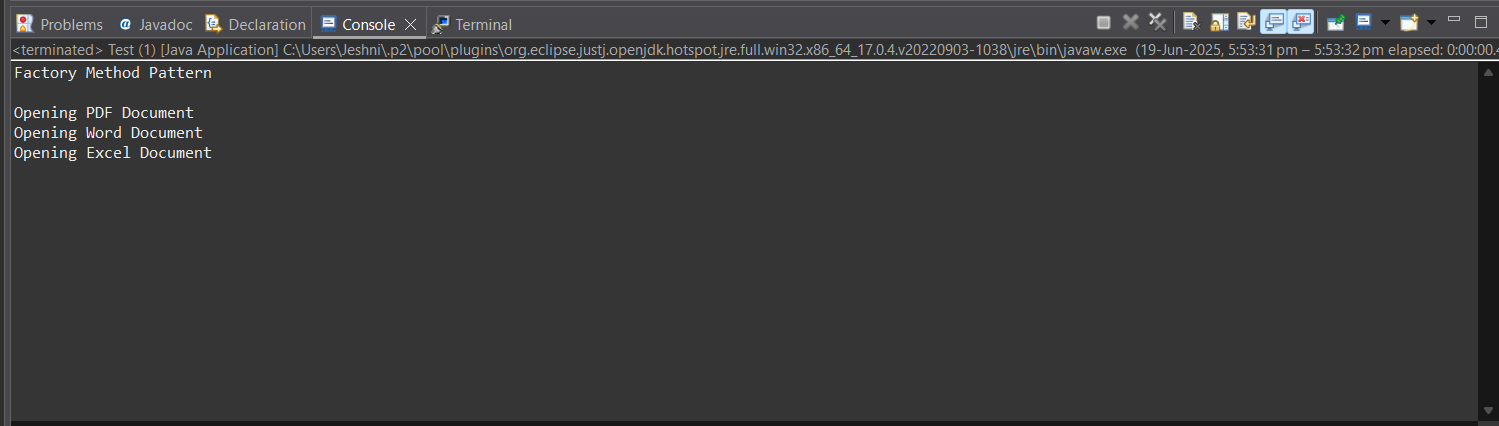 Problems @ Javadoc Declaration Console Terminal
<terminated> Test (1) [Java Application] C:\Users\Jeshni\.p2\pool\plugins\org.eclipse.justj.openjdk.hotspot.jre.full.win32.x86_64_17.0.4.v20220903-1038\jre\bin\javaw.exe (19-Jun-2025, 5:53:31 pm – 5:53:32 pm elapsed: 0:00:00.4
Factory Method Pattern
Opening PDF Document
Opening Word Document
Opening Excel Document